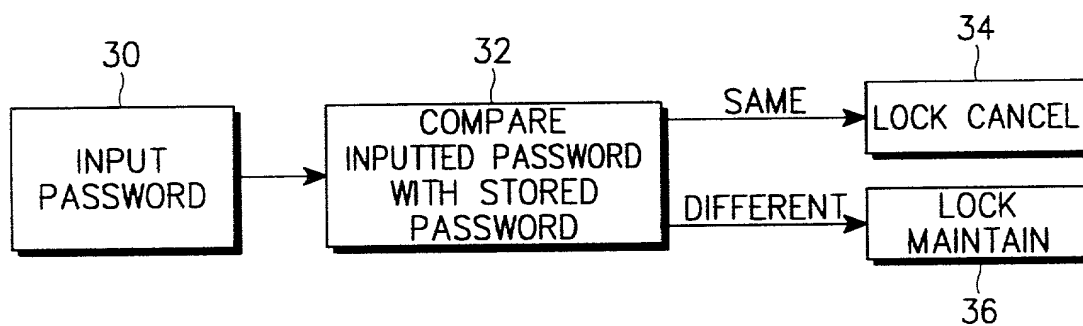 30
INPUT
PASSWORD
32
COMPARE
INPUTTED PASSWORD
WITH STORED
PASSWORD
SAME
DIFFERENT
34
LOCK CANCEL
LOCK
MAINTAIN
36